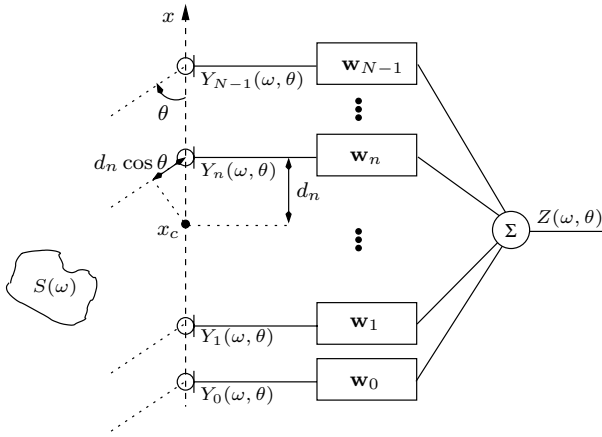 x
Y_{N−1}(ω, θ)
w_{N−1}
θ
d_n cos θ
Y_n(ω, θ)
w_n
d_n
x_c
Σ
Z(ω, θ)
S(ω)
Y_1(ω, θ)
w_1
Y_0(ω, θ)
w_0